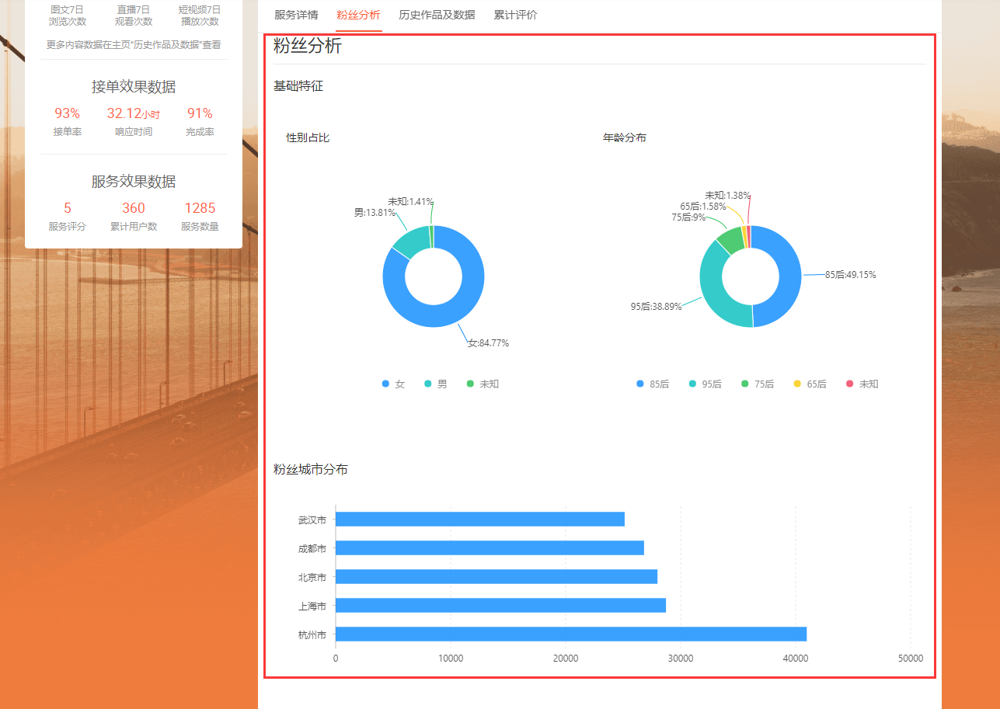 图文7日 直播7日 短视频7日
浏览次数 观看次数 播放次数
更多内容数据在主页"历史作品及数据"查看
接单效果数据
93% 32.12小时 91%
接单率 响应时间 完成率
服务效果数据
5 360 1285
服务评分 累计用户数 服务数量
服务详情 粉丝分析 历史作品及数据 累计评价
粉丝分析
基础特征
性别占比
未知:1.41%
男:13.81%
女:84.77%
女 男 未知
年龄分布
未知:1.38%
65后:1.58%
75后:9%
85后:49.15%
95后:38.89%
85后 95后 75后 65后 未知
粉丝城市分布
武汉市
成都市
北京市
上海市
杭州市
0 10000 20000 30000 40000 50000